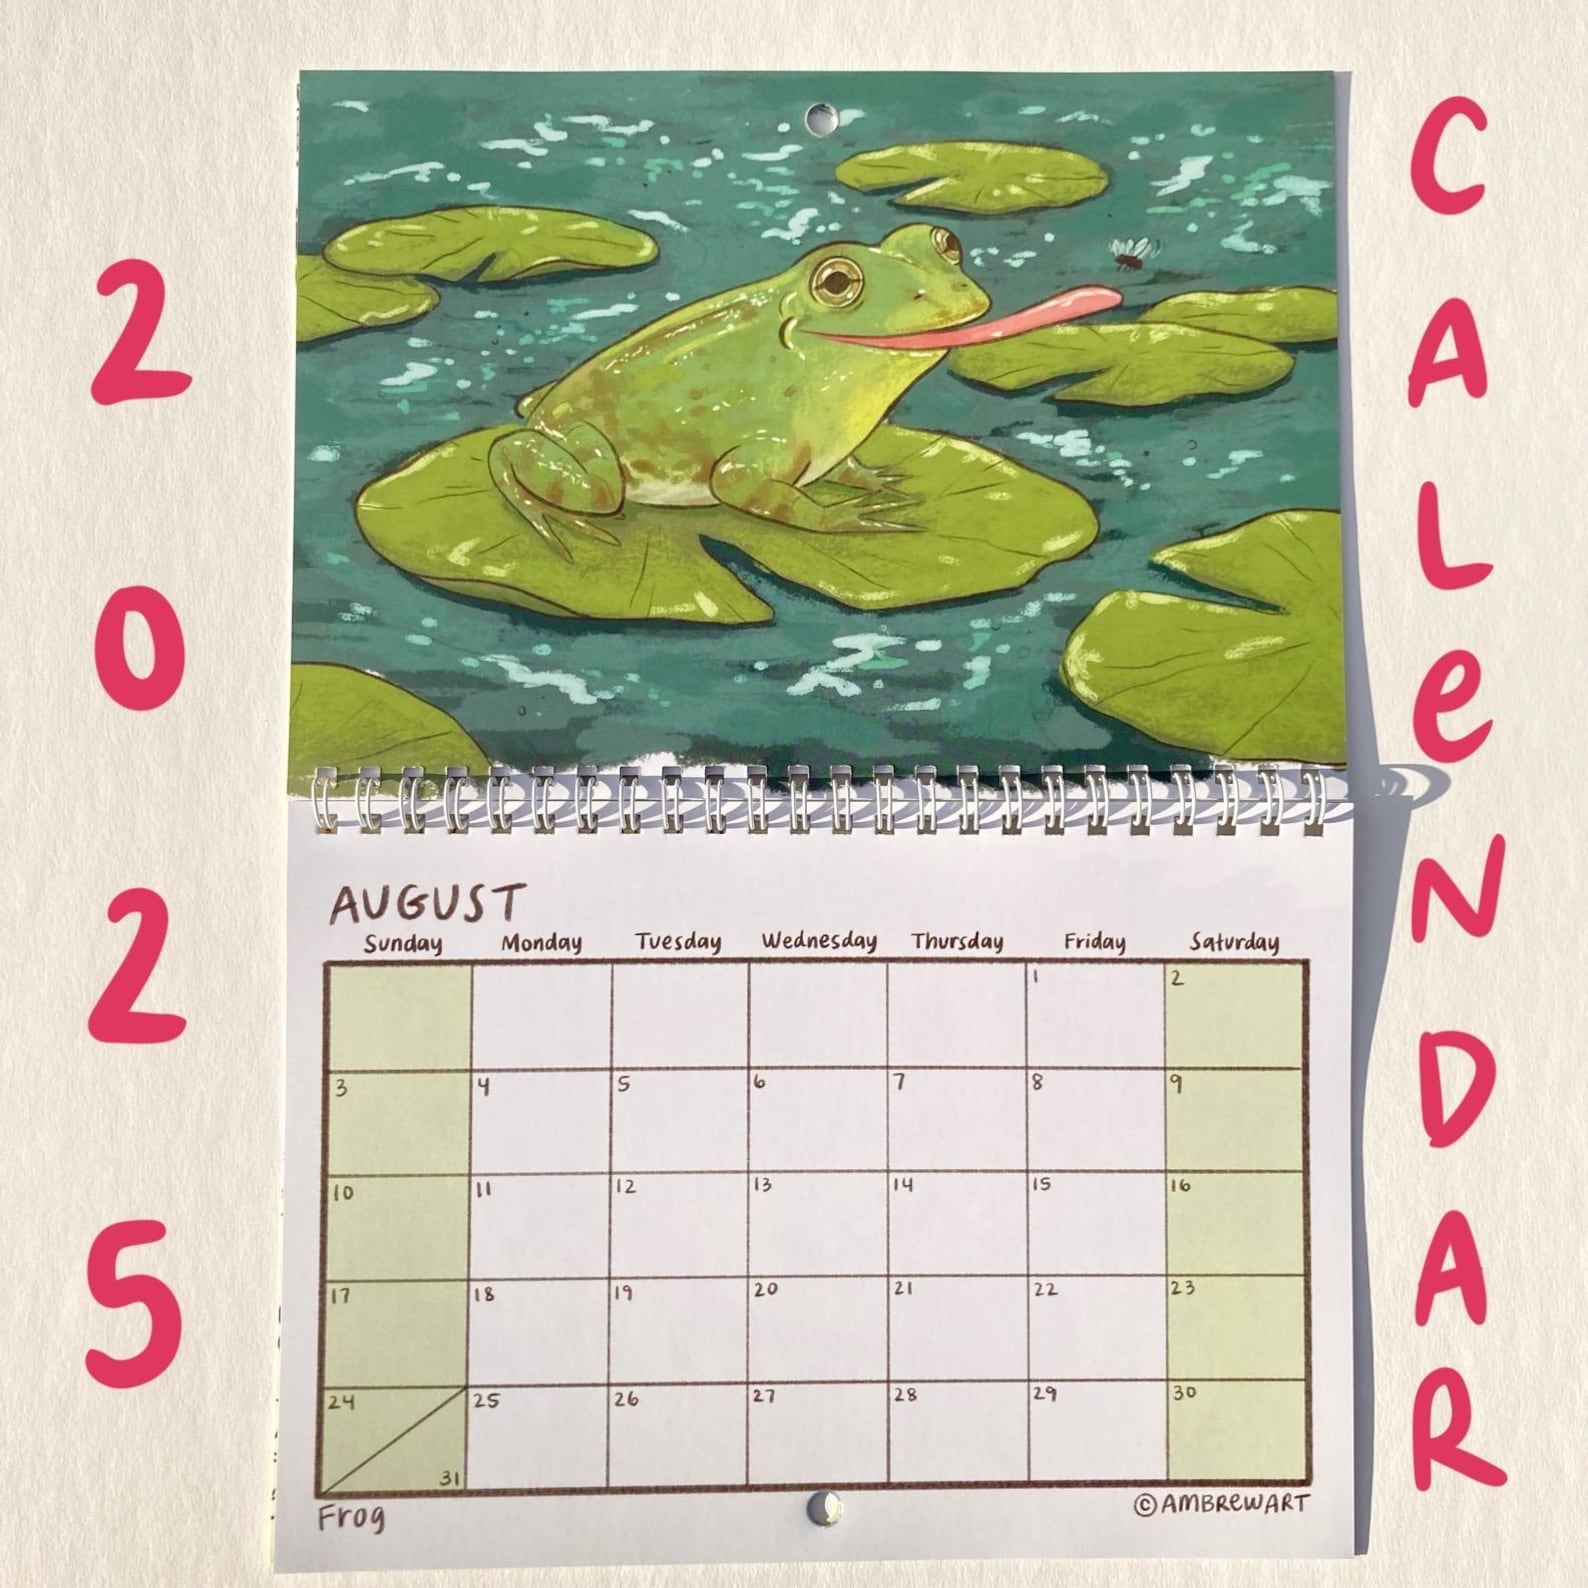 2025
CALeNDAR
AUGUST
Sunday Monday Tuesday Wednesday Thursday Friday Saturday
1 2
3 4 5 6 7 8 9
10 11 12 13 14 15 16
17 18 19 20 21 22 23
24 31 25 26 27 28 29 30
Frog
©AMBReWART